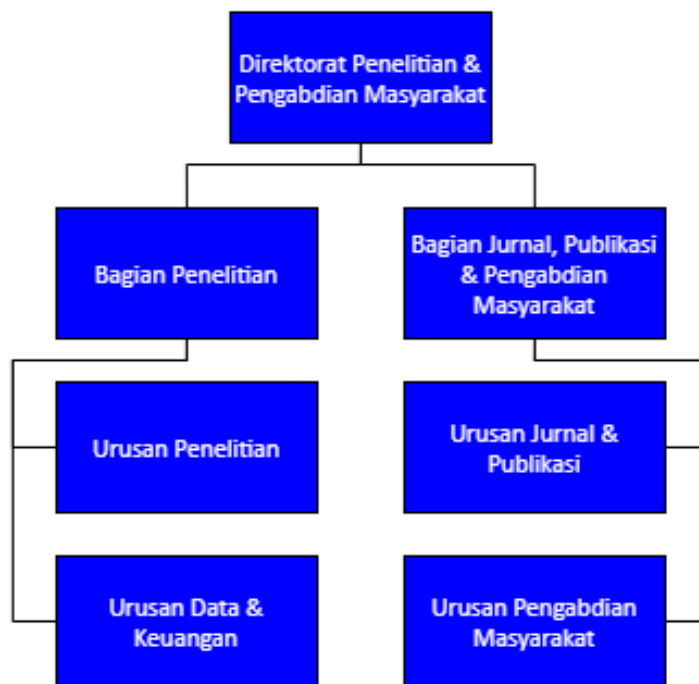 Direktorat Penelitian &
Pengabdian Masyarakat
Bagian Penelitian
Bagian Jurnal, Publikasi
& Pengabdian
Masyarakat
Urusan Penelitian
Urusan Jurnal &
Publikasi
Urusan Data &
Keuangan
Urusan Pengabdian
Masyarakat